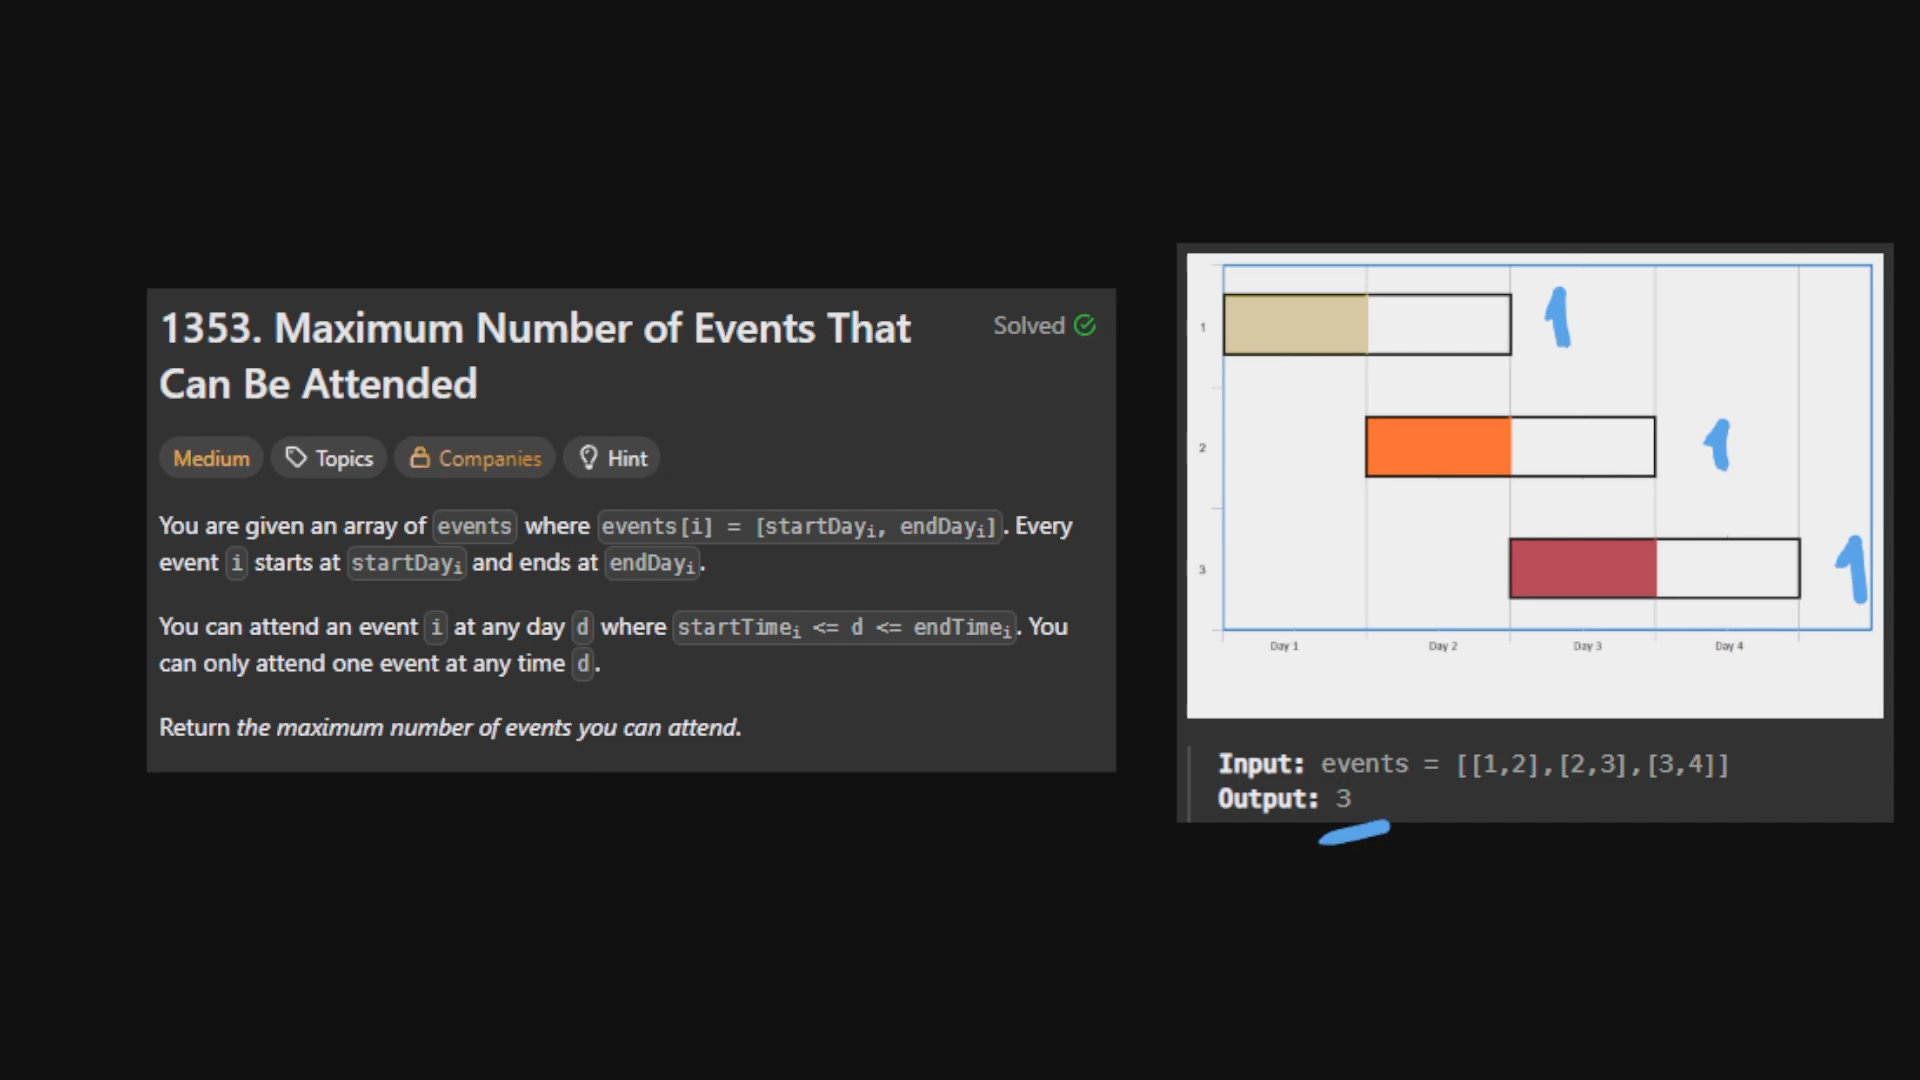 1353. Maximum Number of Events That
Can Be Attended
Solved
Medium Topics Companies Hint
You are given an array of events where events[i] = [startDayᵢ, endDayᵢ]. Every
event i starts at startDayᵢ and ends at endDayᵢ.
You can attend an event i at any day d where startTimeᵢ <= d <= endTimeᵢ. You
can only attend one event at any time d.
Return the maximum number of events you can attend.
1
1
2
1
3
1
Day 1 Day 2 Day 3 Day 4
Input: events = [[1,2],[2,3],[3,4]]
Output: 3